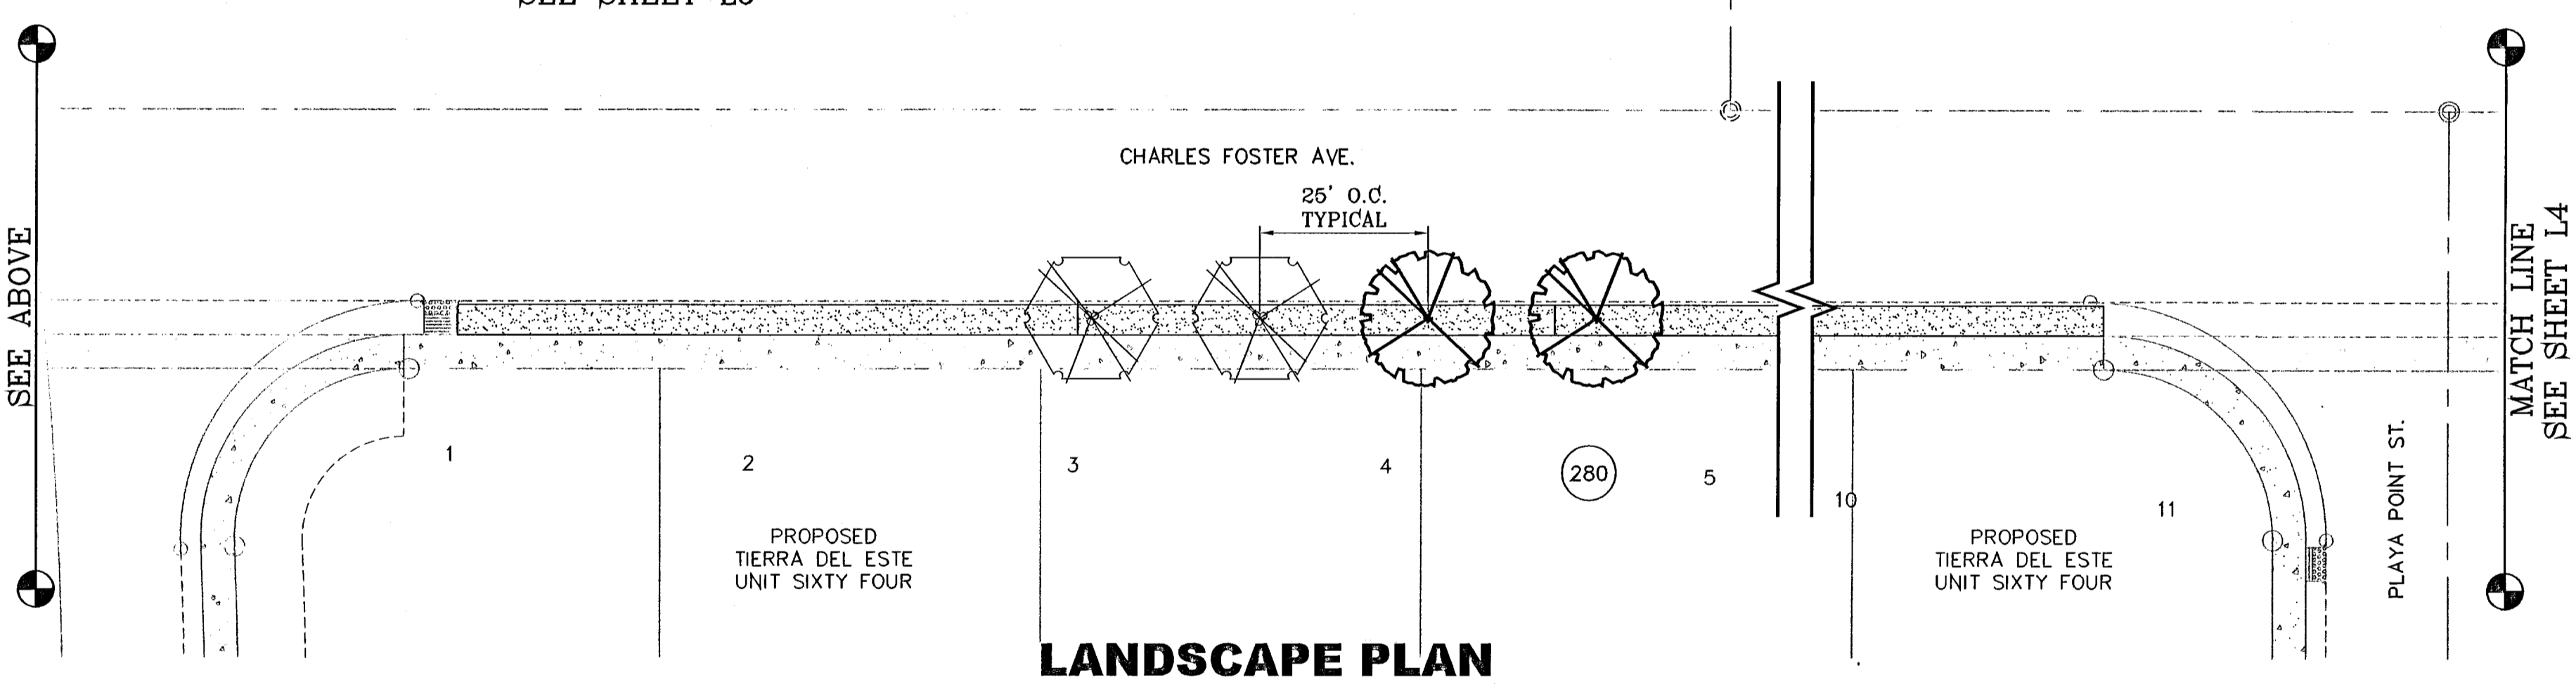 CHARLES FOSTER AVE.
25' O.C.
TYPICAL
SEE ABOVE
MATCH LINE
SEE SHEET L4
1
2
3
4
280
5
10
11
PROPOSED
TIERRA DEL ESTE
UNIT SIXTY FOUR
PROPOSED
TIERRA DEL ESTE
UNIT SIXTY FOUR
PLAYA POINT ST.
LANDSCAPE PLAN